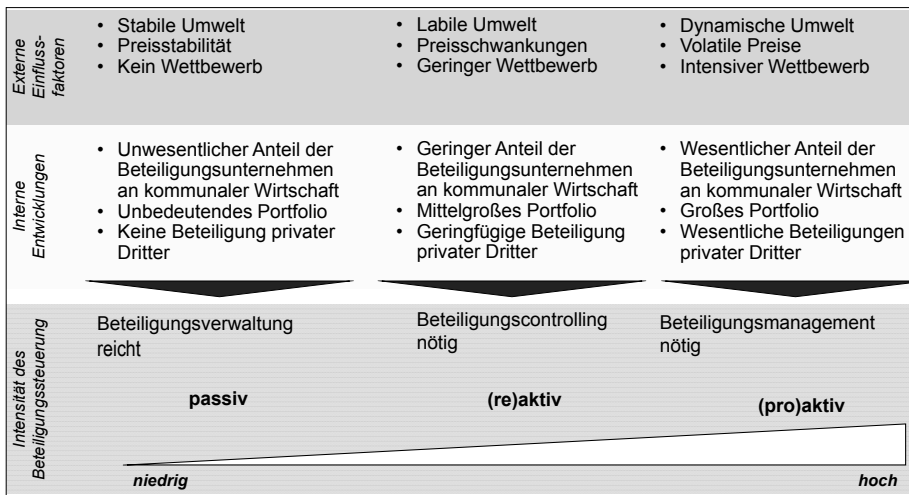 Externe
Einfluss-
faktoren
• Stabile Umwelt
• Preisstabilität
• Kein Wettbewerb
• Labile Umwelt
• Preisschwankungen
• Geringer Wettbewerb
• Dynamische Umwelt
• Volatile Preise
• Intensiver Wettbewerb
Interne
Entwicklungen
• Unwesentlicher Anteil der
Beteiligungsunternehmen
an kommunaler Wirtschaft
• Unbedeutendes Portfolio
• Keine Beteiligung privater
Dritter
• Geringer Anteil der
Beteiligungsunternehmen
an kommunaler Wirtschaft
• Mittelgroßes Portfolio
• Geringfügige Beteiligung
privater Dritter
• Wesentlicher Anteil der
Beteiligungsunternehmen
an kommunaler Wirtschaft
• Großes Portfolio
• Wesentliche Beteiligungen
privater Dritter
Intensität des
Beteiligungssteuerung
Beteiligungsverwaltung
reicht
Beteiligungscontrolling
nötig
Beteiligungsmanagement
nötig
passiv
(re)aktiv
(pro)aktiv
niedrig
hoch